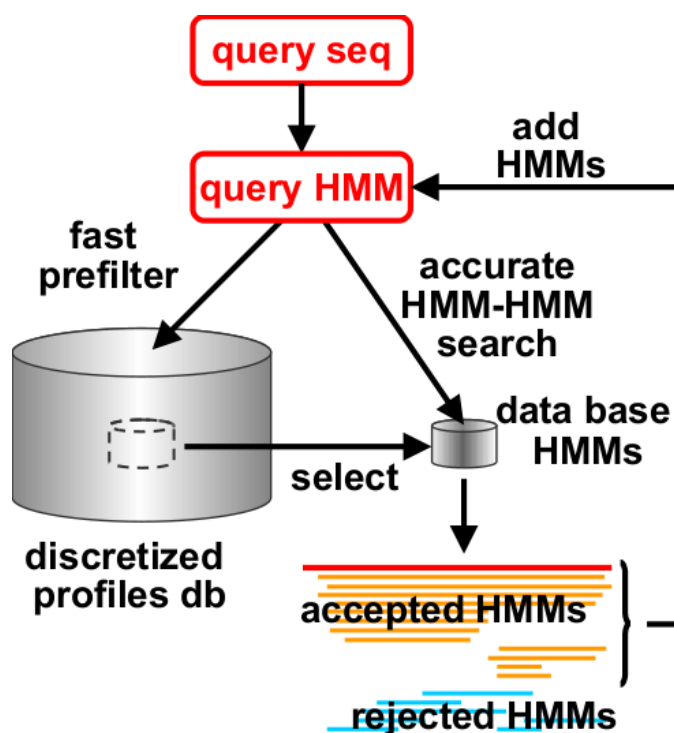 query seq
add
HMMs
query HMM
fast
prefilter
accurate
HMM-HMM
search
data base
HMMs
select
discretized
profiles db
accepted HMMs
rejected HMMs